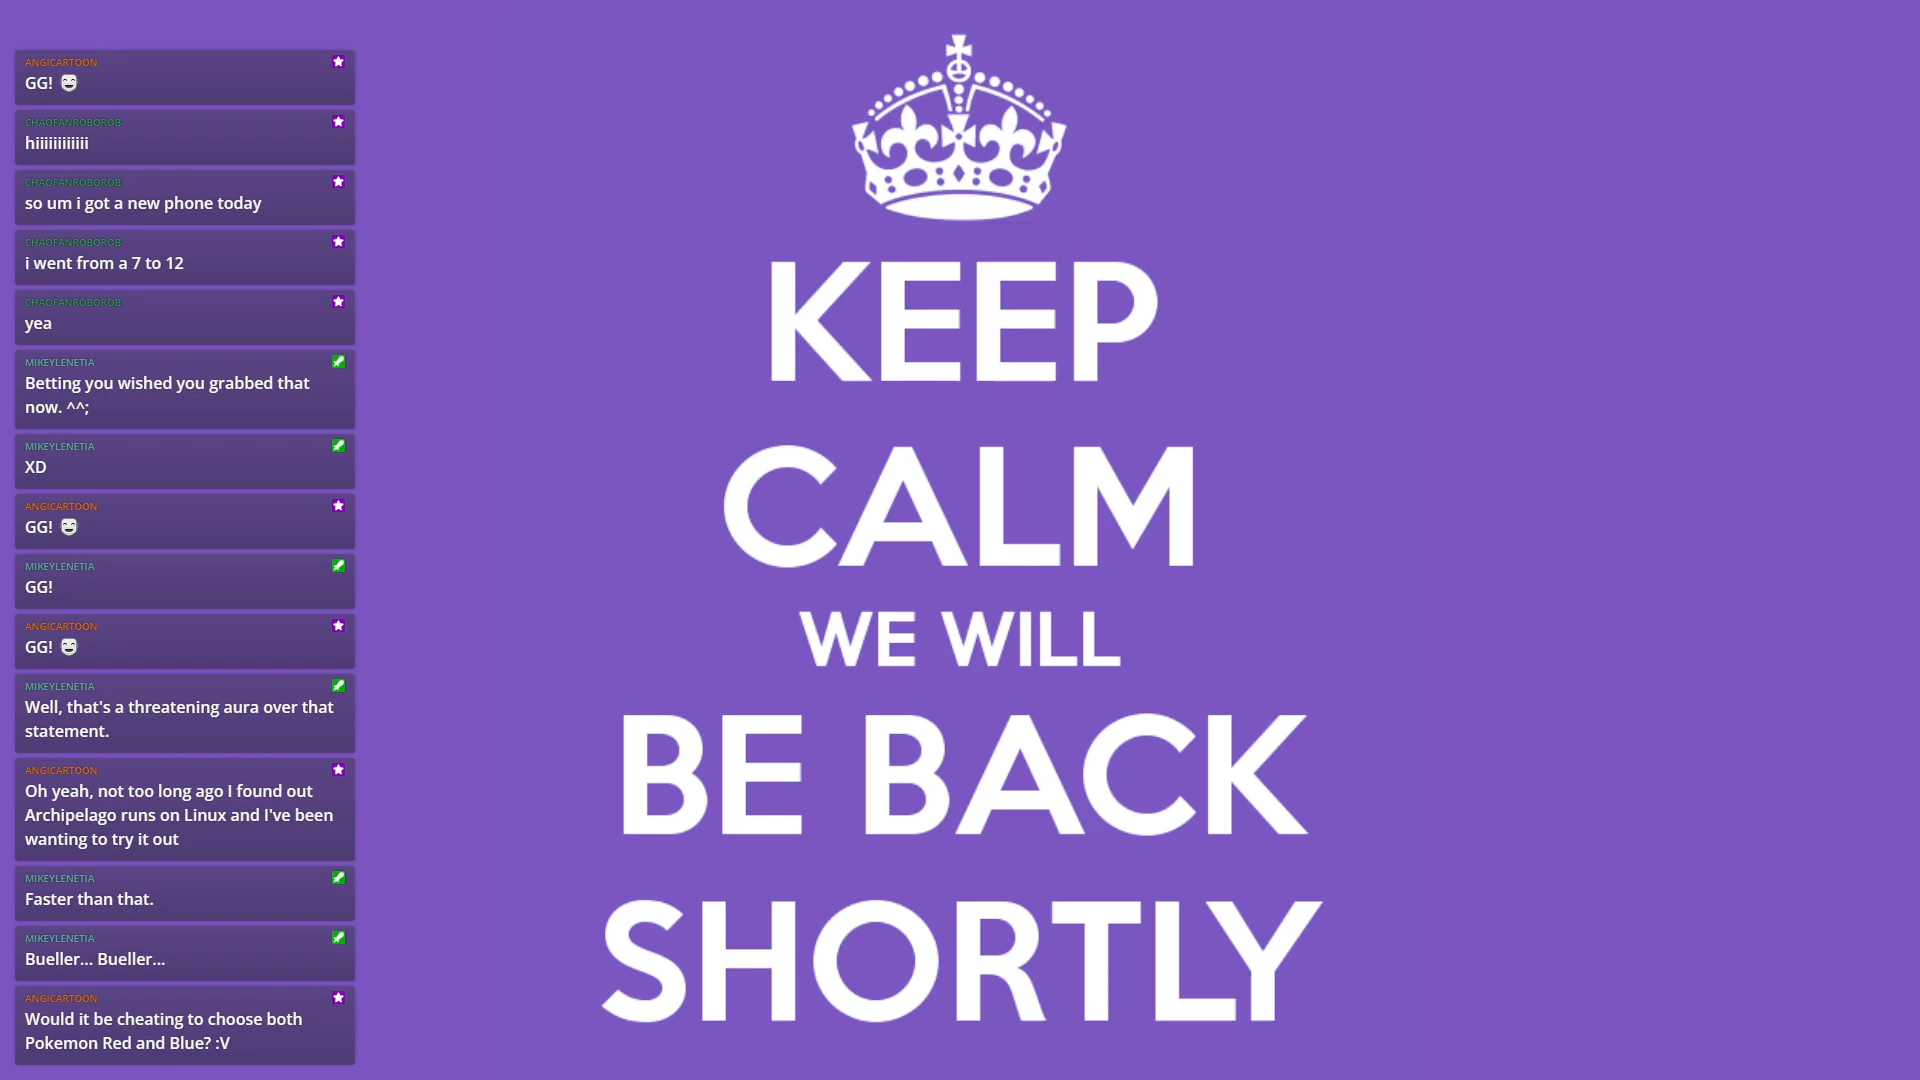 ANGICARTOON
GG!
CHAOFANROBOROB
hiiiiiiiiiiii
CHAOFANROBOROB
so um i got a new phone today
CHAOFANROBOROB
i went from a 7 to 12
CHAOFANROBOROB
yea
MIKEYLENETIA
Betting you wished you grabbed that
now. ^^;
MIKEYLENETIA
XD
ANGICARTOON
GG!
MIKEYLENETIA
GG!
ANGICARTOON
GG!
MIKEYLENETIA
Well, that's a threatening aura over that
statement.
ANGICARTOON
Oh yeah, not too long ago I found out
Archipelago runs on Linux and I've been
wanting to try it out
MIKEYLENETIA
Faster than that.
MIKEYLENETIA
Bueller... Bueller...
ANGICARTOON
Would it be cheating to choose both
Pokemon Red and Blue? :V
KEEP
CALM
WE WILL
BE BACK
SHORTLY